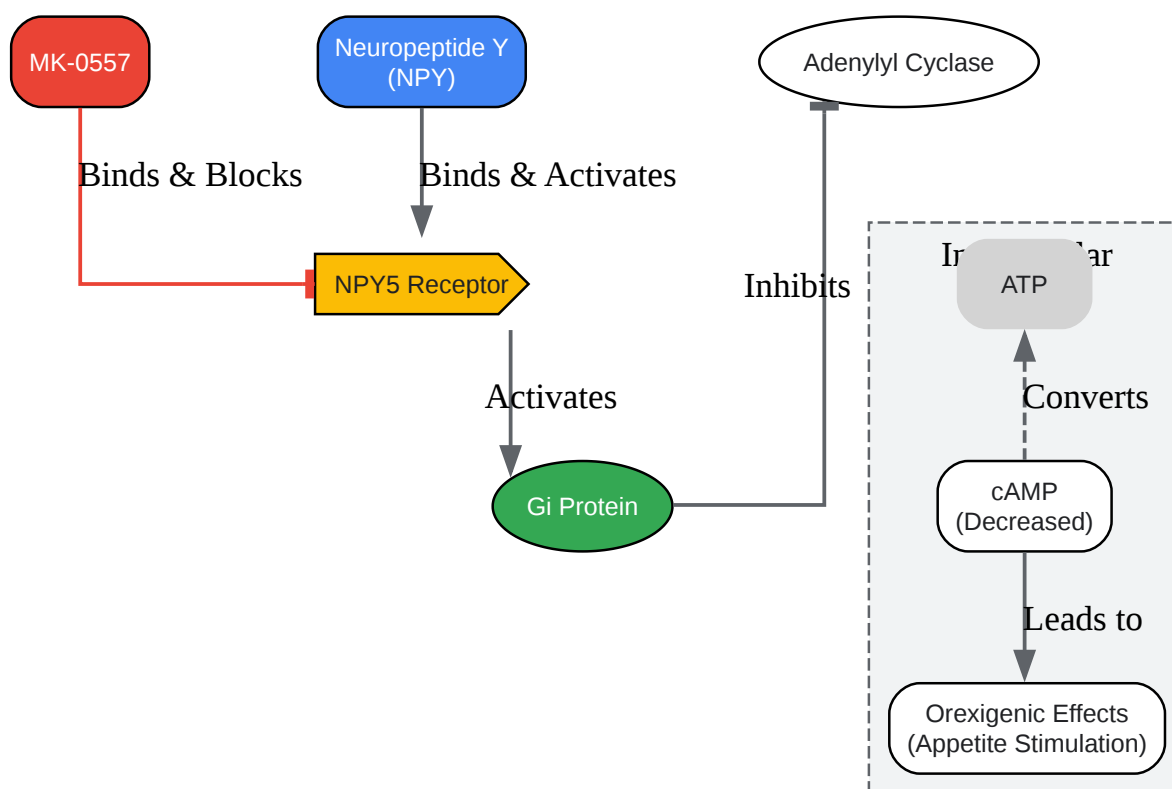 MK-0557
Neuropeptide Y
(NPY)
Adenylyl Cyclase
Binds & Blocks
Binds & Activates
NPY5 Receptor
Inhibits
ATP
Activates
Converts
Gi Protein
cAMP
(Decreased)
Leads to
Orexigenic Effects
(Appetite Stimulation)